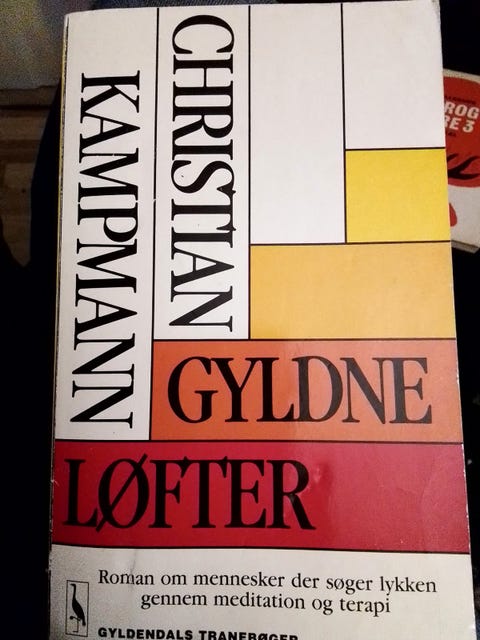 CHRISTIAN
KAMPMANN
GYLDNE
LØFTER
Roman om mennesker der søger lykken
gennem meditation og terapi
GYLDENDALS TRANEBØGER